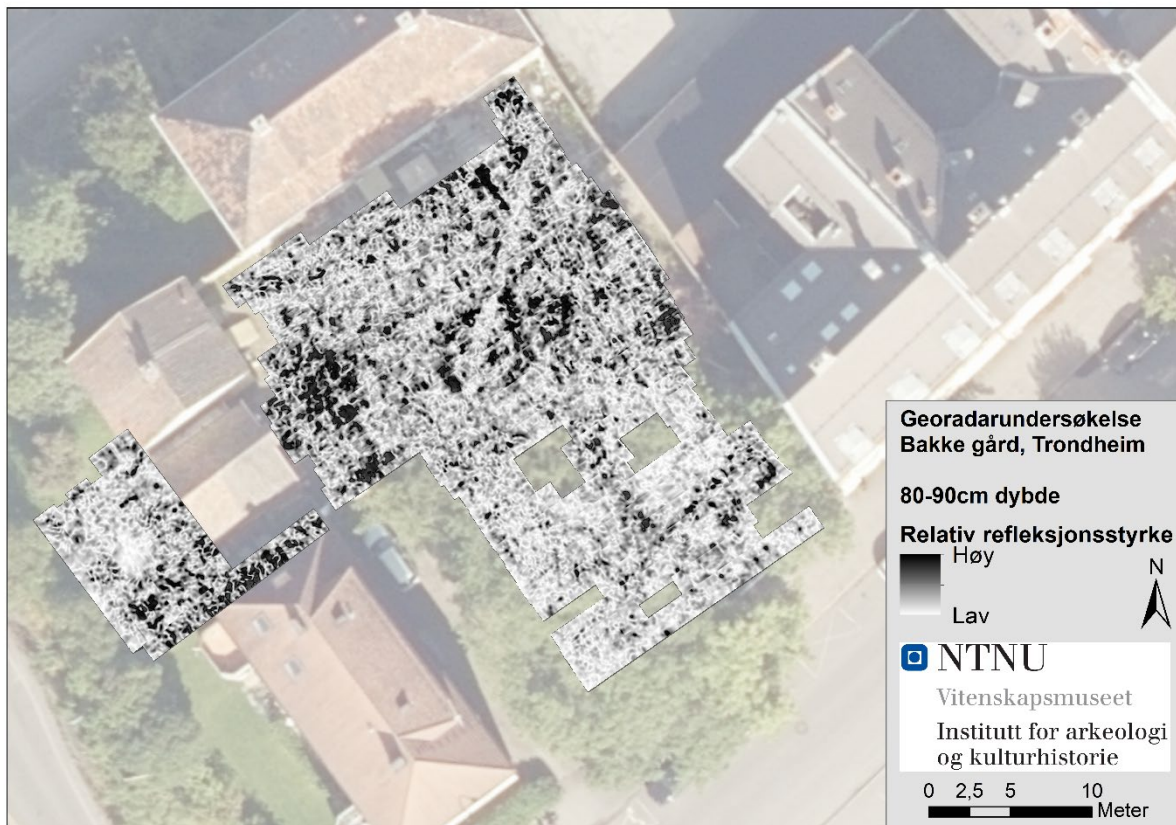 Georadarundersøkelse
Bakke gård, Trondheim
80-90cm dybde
Relativ refleksjonsstyrke
Høy
Lav
N
NTNU
Vitenskapsmuseet
Institutt for arkeologi
og kulturhistorie
0 2,5 5 10
Meter